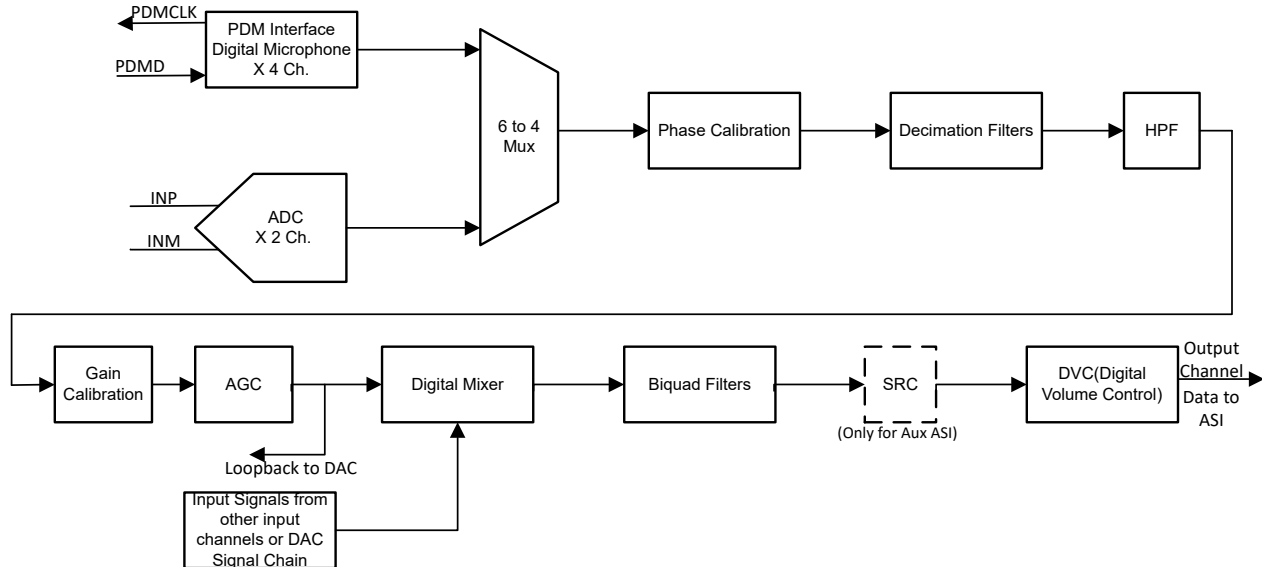 PDMCLK
PDM Interface
Digital Microphone
X 4 Ch.
PDMD
6 to 4
Mux
Phase Calibration
Decimation Filters
HPF
INP
INM
ADC
X 2 Ch.
Gain
Calibration
AGC
Digital Mixer
Biquad Filters
SRC
(Only for Aux ASI)
DVC(Digital
Volume Control)
Output
Channel
Data to
ASI
Loopback to DAC
Input Signals from
other input
channels or DAC
Signal Chain